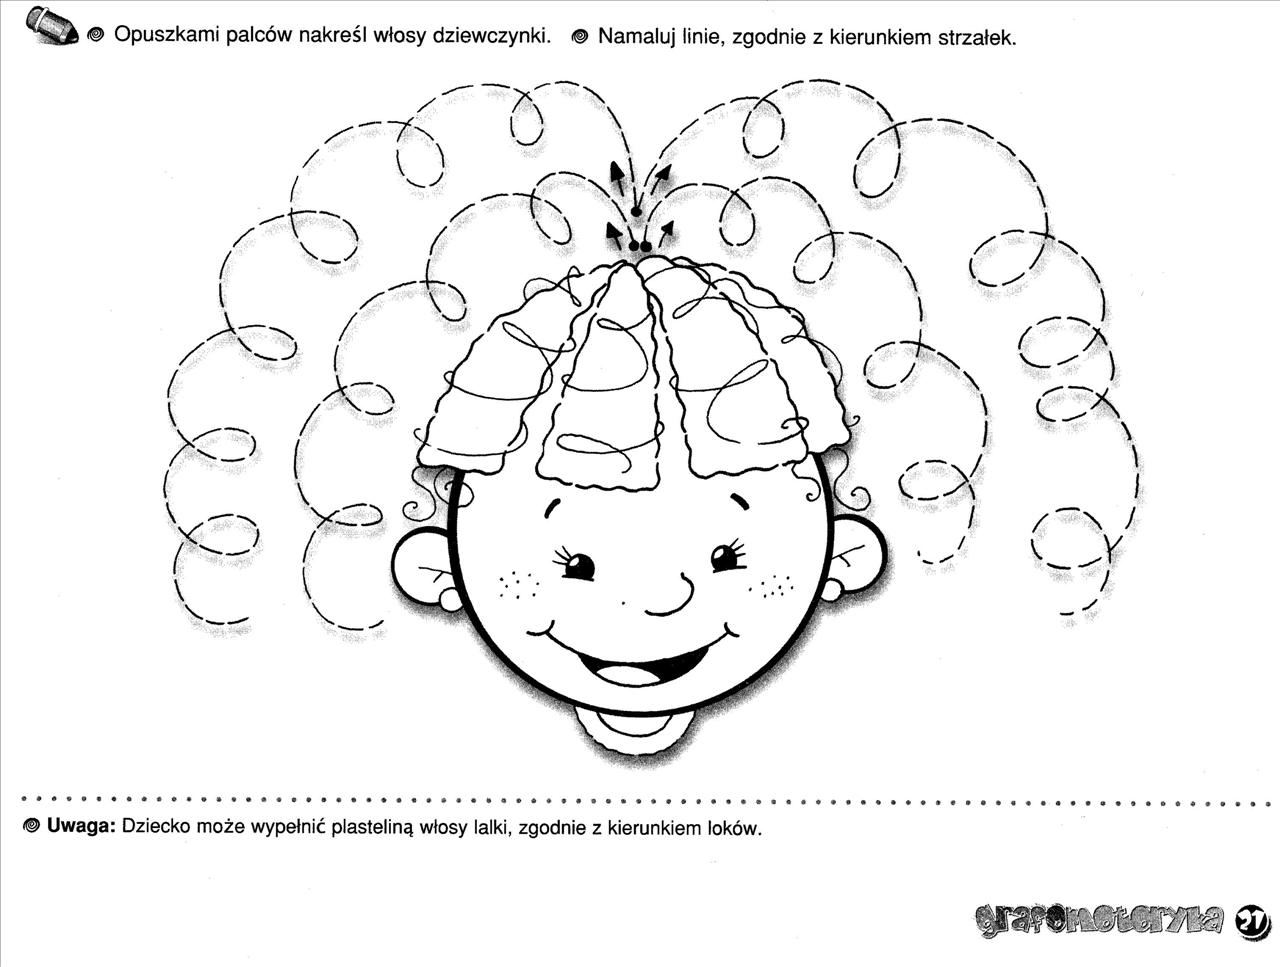 Opuszkami palców nakreśl włosy dziewczynki. Namaluj linie, zgodnie z kierunkiem strzałek.
Uwaga: Dziecko może wypełnić plasteliną włosy lalki, zgodnie z kierunkiem loków.
grafomotoryka 27